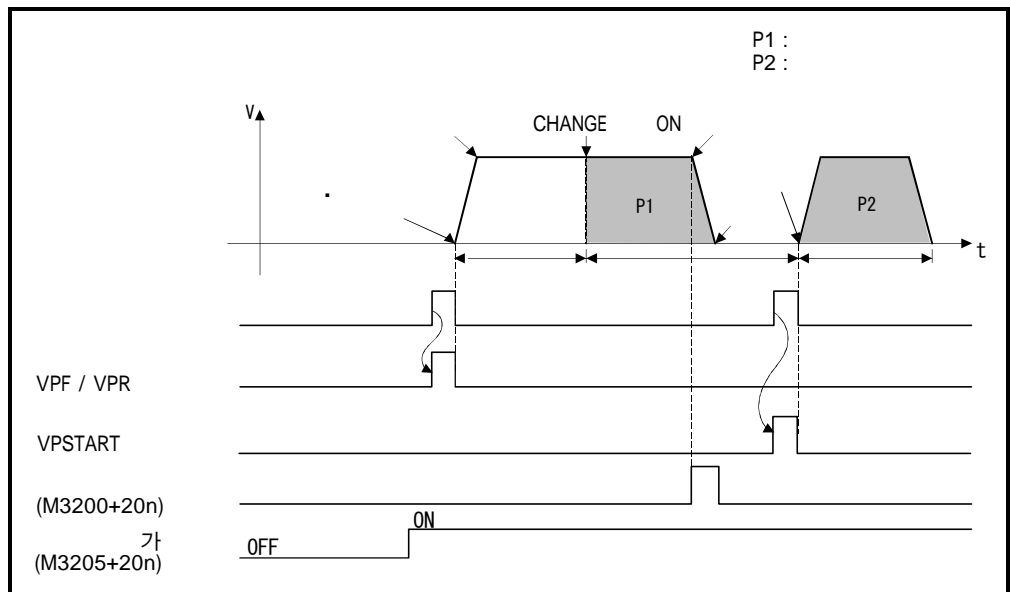 P1 :
P2 :
V
CHANGE ON
.
P1
P2
t
VPF / VPR
VPSTART
(M3200+20n)
ON
가
OFF
(M3205+20n)